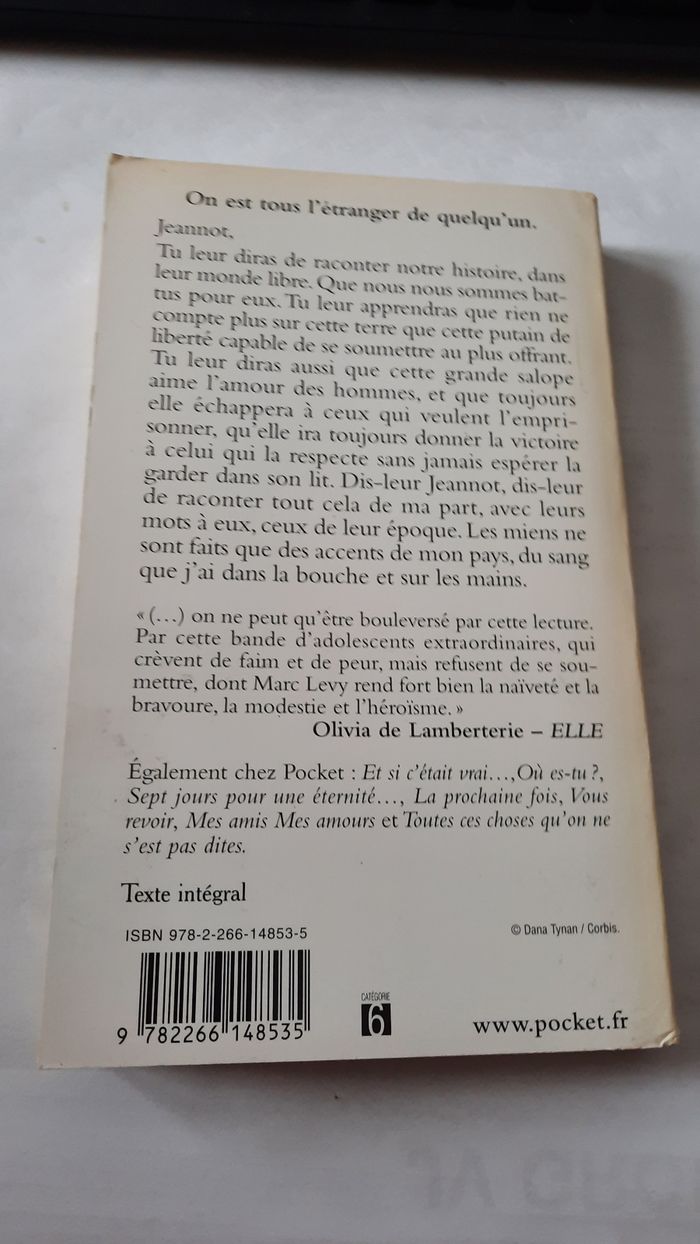 On est tous l'étranger de quelqu'un.
Jeannot,
Tu leur diras de raconter notre histoire, dans
leur monde libre. Que nous nous sommes bat-
tus pour eux. Tu leur apprendras que rien ne
compte plus sur cette terre que cette putain de
liberté capable de se soumettre au plus offrant.
Tu leur diras aussi que cette grande salope
aime l'amour des hommes, et que toujours
elle échappera à ceux qui veulent l'empri-
sonner, qu'elle ira toujours donner la victoire
à celui qui la respecte sans jamais espérer la
garder dans son lit. Dis-leur Jeannot, dis-leur
de raconter tout cela de ma part, avec leurs
mots à eux, ceux de leur époque. Les miens ne
sont faits que des accents de mon pays, du sang
que j'ai dans la bouche et sur les mains.
« (...) on ne peut qu'être bouleversé par cette lecture.
Par cette bande d'adolescents extraordinaires, qui
crèvent de faim et de peur, mais refusent de se sou-
mettre, dont Marc Levy rend fort bien la naïveté et la
bravoure, la modestie et l'héroïsme. »
Olivia de Lamberterie – ELLE
Également chez Pocket : Et si c'était vrai...,Où es-tu ?,
Sept jours pour une éternité..., La prochaine fois, Vous
revoir, Mes amis Mes amours et Toutes ces choses qu'on ne
s'est pas dites.
Texte intégral
ISBN 978-2-266-14853-5
© Dana Tynan / Corbis.
9 782266 148535
CATÉGORIE
6
www.pocket.fr